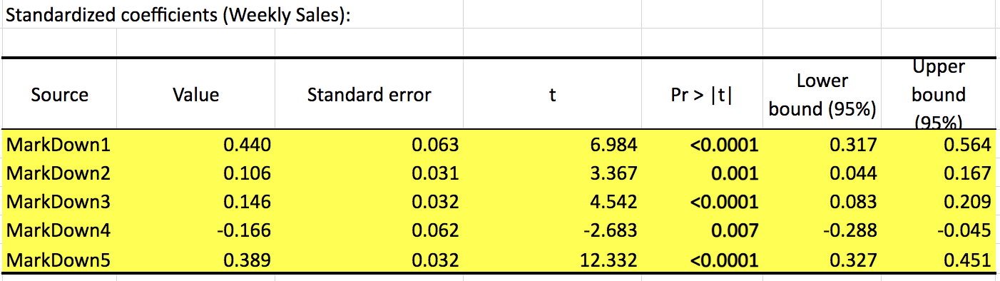 Standardized coefficients (Weekly Sales):
Source Value Standard error t Pr > |t| Lower bound (95%) Upper bound (95%)
MarkDown1 0.440 0.063 6.984 <0.0001 0.317 0.564
MarkDown2 0.106 0.031 3.367 0.001 0.044 0.167
MarkDown3 0.146 0.032 4.542 <0.0001 0.083 0.209
MarkDown4 -0.166 0.062 -2.683 0.007 -0.288 -0.045
MarkDown5 0.389 0.032 12.332 <0.0001 0.327 0.451